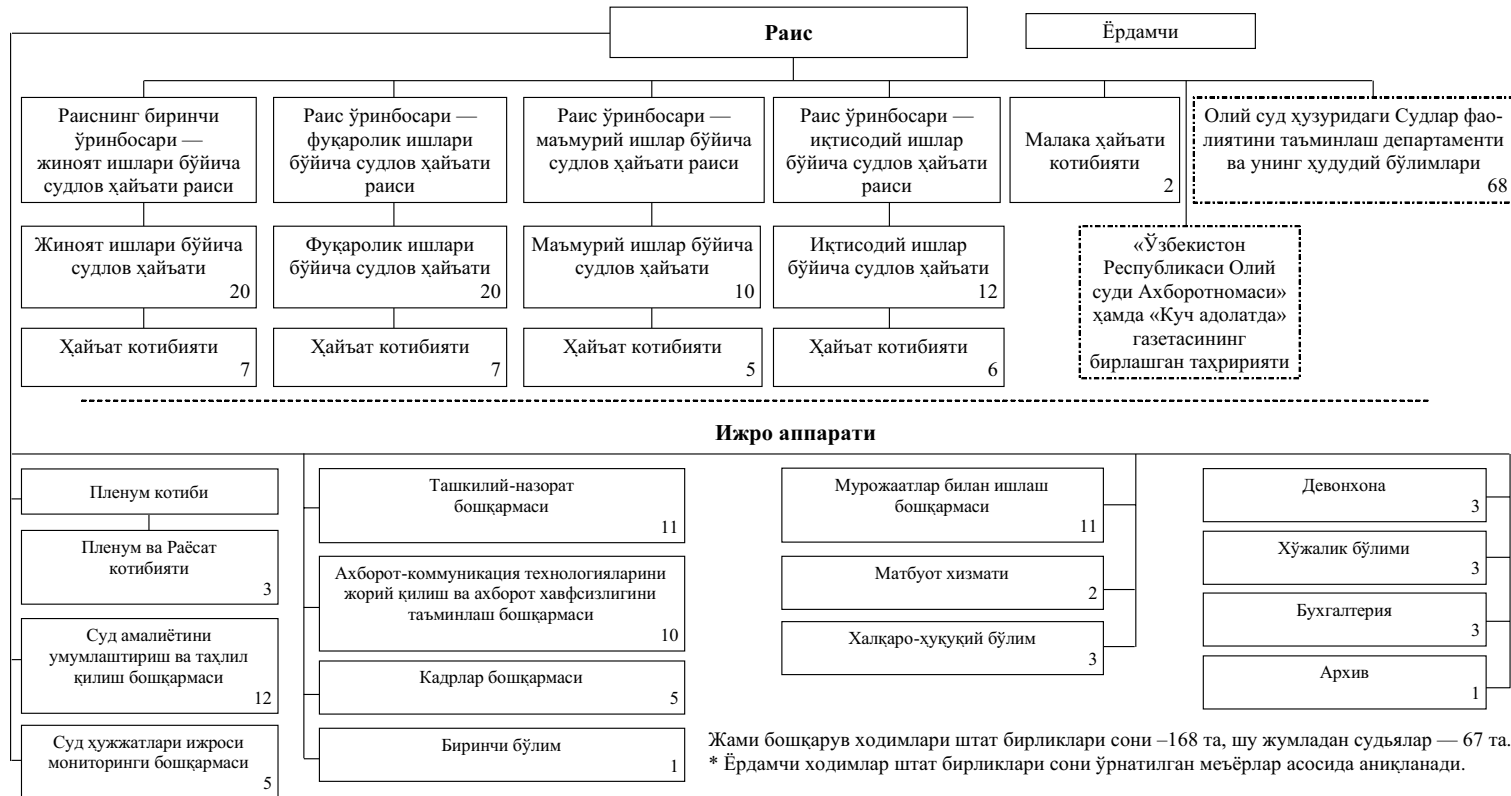 Раис
Ёрдамчи
Раиснинг биринчи
ўринбосари —
жиноят ишлари бўйича
судлов ҳайъати раиси
Раис ўринбосари —
фуқаролик ишлари
бўйича судлов ҳайъати
раиси
Раис ўринбосари —
маъмурий ишлар бўйича
судлов ҳайъати раиси
Раис ўринбосари —
иқтисодий ишлар
бўйича судлов ҳайъати
раиси
Малака ҳайъати
котибияти
2
Олий суд ҳузуридаги Судлар фао-
лиятини таъминлаш департаменти
ва унинг ҳудудий бўлимлари
68
Жиноят ишлари бўйича
судлов ҳайъати
20
Фуқаролик ишлари
бўйича судлов ҳайъати
20
Маъмурий ишлар бўйича
судлов ҳайъати
10
Иқтисодий ишлар
бўйича судлов ҳайъати
12
«Ўзбекистон
Республикаси Олий
суди Ахборотномаси»
ҳамда «Куч адолатда»
газетасининг
бирлашган таҳририяти
Ҳайъат котибияти
7
Ҳайъат котибияти
7
Ҳайъат котибияти
5
Ҳайъат котибияти
6
Ижро аппарати
Пленум котиби
Пленум ва Раёсат
котибияти
3
Суд амалиётини
умумлаштириш ва таҳлил
қилиш бошқармаси
12
Суд ҳужжатлари ижроси
мониторинги бошқармаси
5
Ташкилий-назорат
бошқармаси
11
Ахборот-коммуникация технологияларини
жорий қилиш ва ахборот хавфсизлигини
таъминлаш бошқармаси
10
Кадрлар бошқармаси
5
Биринчи бўлим
1
Мурожаатлар билан ишлаш
бошқармаси
11
Матбуот хизмати
2
Халқаро-ҳуқуқий бўлим
3
Девонхона
3
Хўжалик бўлими
3
Бухгалтерия
3
Архив
1
Жами бошқарув ходимлари штат бирликлари сони –168 та, шу жумладан судьялар — 67 та.
* Ёрдамчи ходимлар штат бирликлари сони ўрнатилган меъёрлар асосида аниқланади.